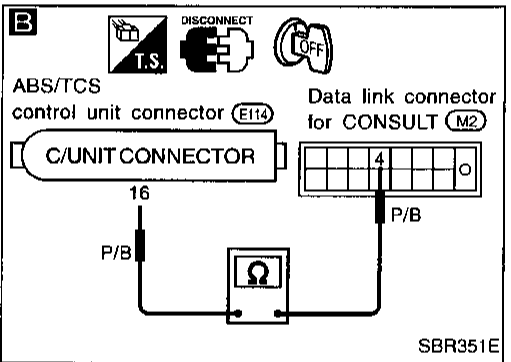 B
T.S.
DISCONNECT
OFF
ABS/TCS
control unit connector E114
Data link connector
for CONSULT M2
C/UNIT CONNECTOR
4
16
P/B
P/B
Ω
SBR351E